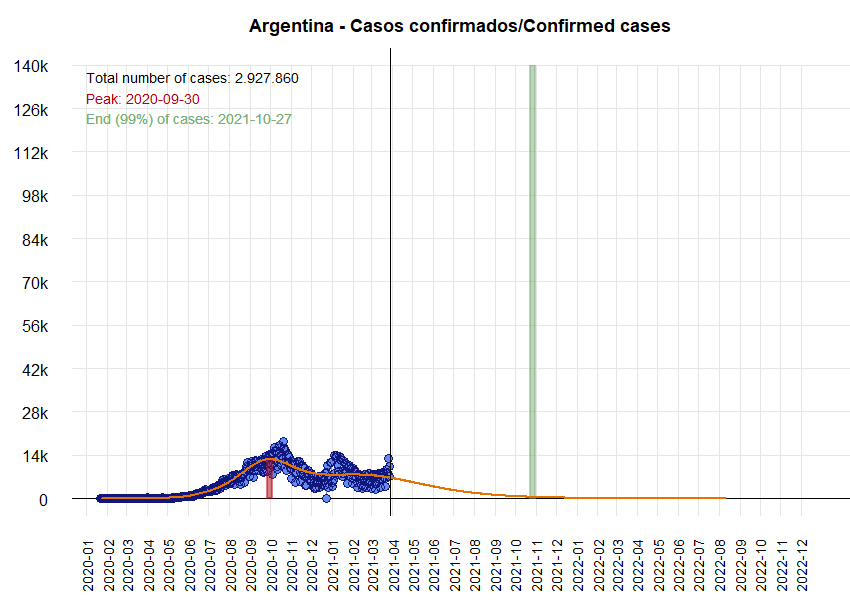 Argentina - Casos confirmados/Confirmed cases
140k
126k
112k
98k
84k
70k
56k
42k
28k
14k
0
Total number of cases: 2.927.860
Peak: 2020-09-30
End (99%) of cases: 2021-10-27
2020-01
2020-02
2020-03
2020-04
2020-05
2020-06
2020-07
2020-08
2020-09
2020-10
2020-11
2020-12
2021-01
2021-02
2021-03
2021-04
2021-05
2021-06
2021-07
2021-08
2021-09
2021-10
2021-11
2021-12
2022-01
2022-02
2022-03
2022-04
2022-05
2022-06
2022-07
2022-08
2022-09
2022-10
2022-11
2022-12